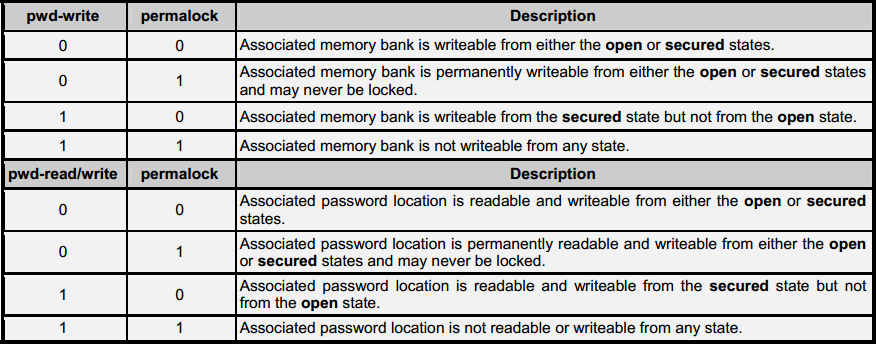 pwd-write permalock Description
0 0 Associated memory bank is writeable from either the open or secured states.
0 1 Associated memory bank is permanently writeable from either the open or secured states
and may never be locked.
1 0 Associated memory bank is writeable from the secured state but not from the open state.
1 1 Associated memory bank is not writeable from any state.
pwd-read/write permalock Description
0 0 Associated password location is readable and writeable from either the open or secured
states.
0 1 Associated password location is permanently readable and writeable from either the open
or secured states and may never be locked.
1 0 Associated password location is readable and writeable from the secured state but not
from the open state.
1 1 Associated password location is not readable or writeable from any state.